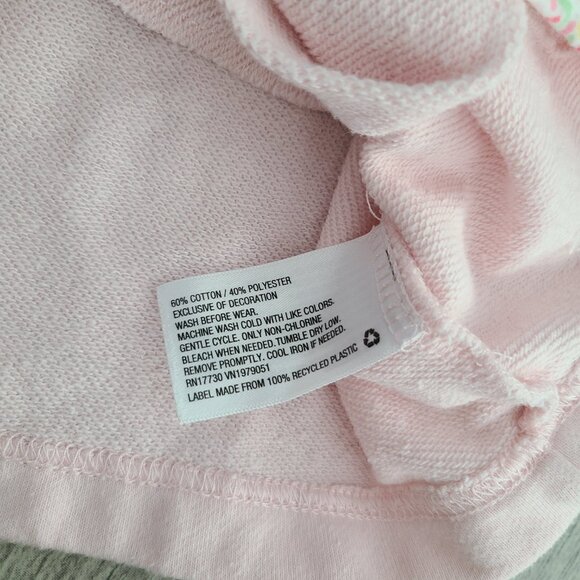 60% COTTON / 40% POLYESTER
EXCLUSIVE OF DECORATION
WASH BEFORE WEAR.
MACHINE WASH COLD WITH LIKE COLORS.
GENTLE CYCLE. ONLY NON-CHLORINE
BLEACH WHEN NEEDED. TUMBLE DRY LOW.
REMOVE PROMPTLY. COOL IRON IF NEEDED.
RN17730 VN1979051
LABEL MADE FROM 100% RECYCLED PLASTIC